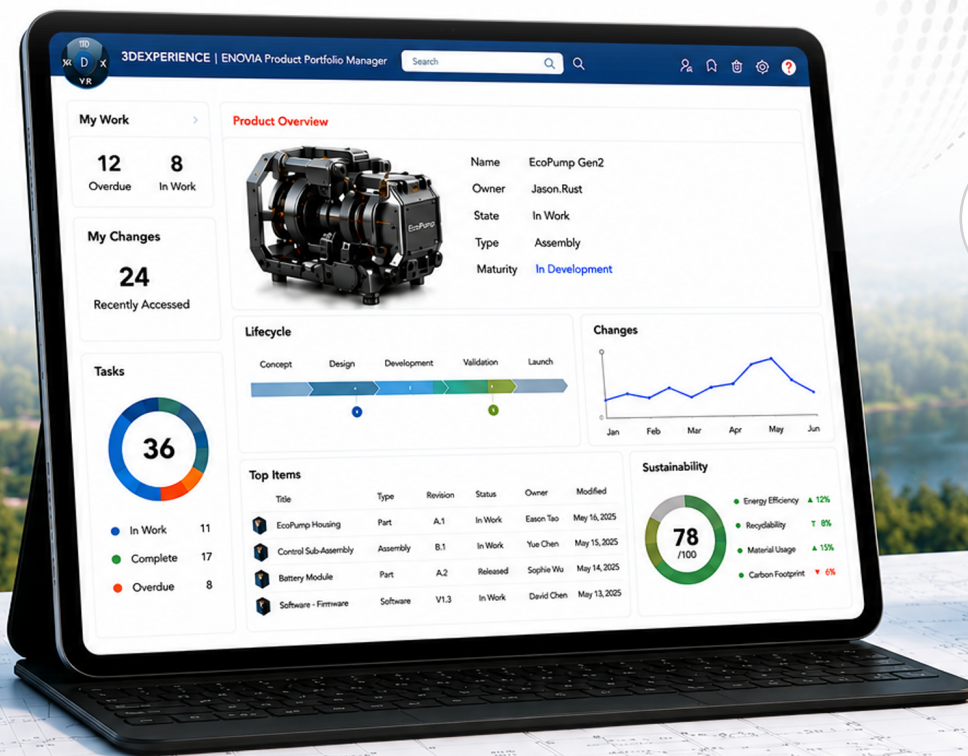 3D
XR D X
V.R
3DEXPERIENCE | ENOVIA Product Portfolio Manager
Search
?
My Work
12 8
Overdue In Work
My Changes
24
Recently Accessed
Tasks
36
In Work 11
Complete 17
Overdue 8
Product Overview
EcoPump
Name EcoPump Gen2
Owner Jason.Rust
State In Work
Type Assembly
Maturity In Development
Lifecycle
Concept Design Development Validation Launch
Changes
0
0
Jan Feb Mar Apr May Jun
Top Items
Title Type Revision Status Owner Modified
EcoPump Housing Part A.1 In Work Eason Tao May 16, 2025
Control Sub-Assembly Assembly B.1 In Work Yue Chen May 15, 2025
Battery Module Part A.2 Released Sophie Wu May 14, 2025
Software - Firmware Software V1.3 In Work David Chen May 13, 2025
Sustainability
78
/100
Energy Efficiency ▲ 12%
Recydability T 8%
Material Usage ▲ 15%
Carbon Footprint ▼ 6%